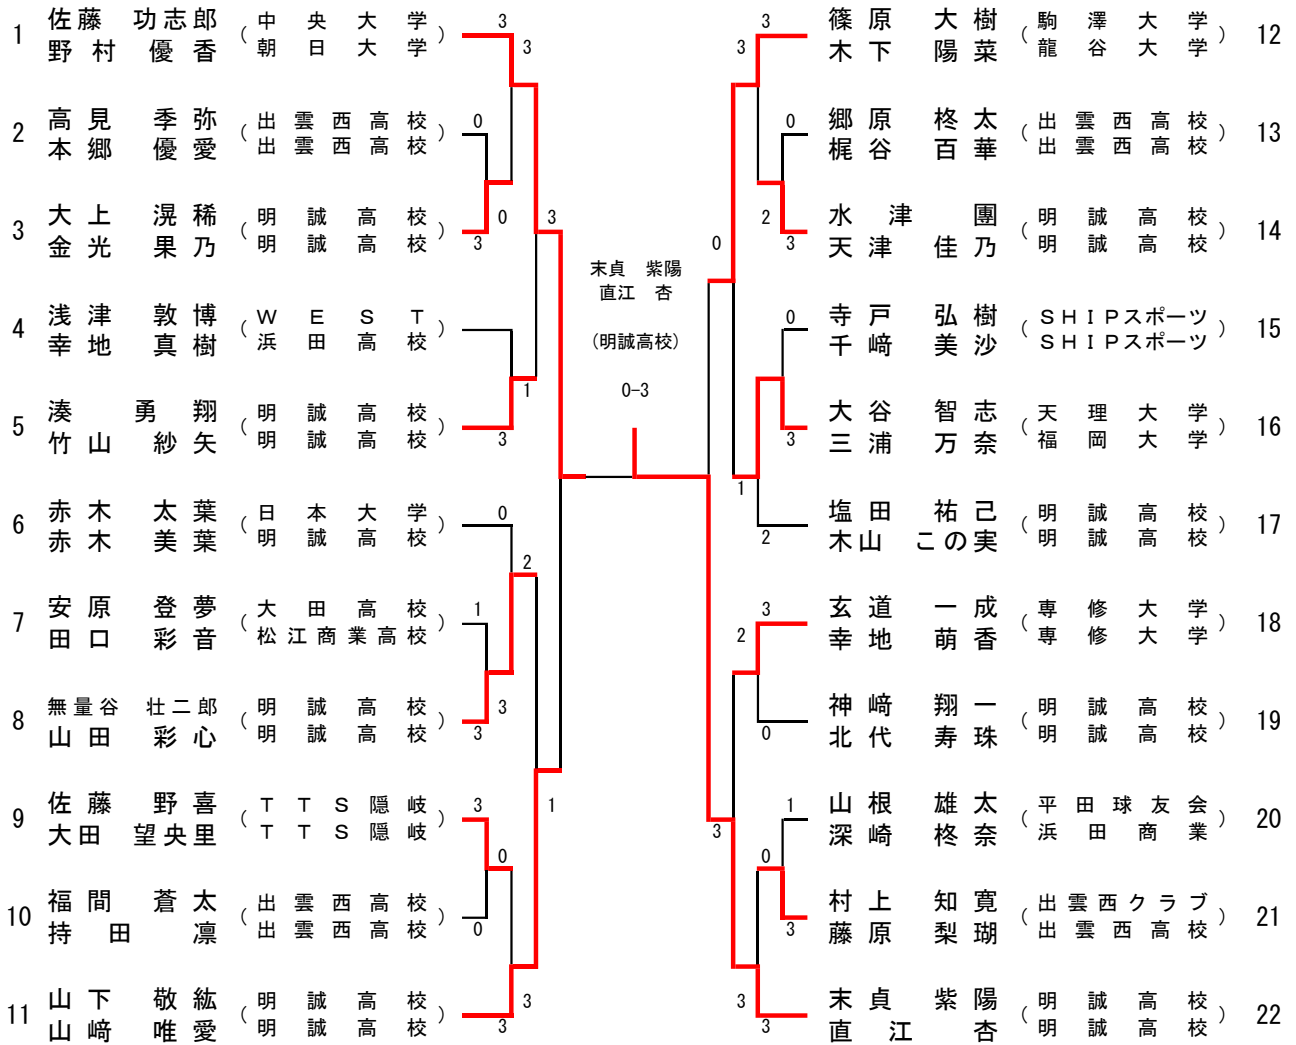 1 佐藤 功志郎 (中央大学) 3
野村 優香 (朝日大学) 3
2 高見 季弥 (出雲西高校) 0
本郷 優愛 (出雲西高校)
3 大上 滉稀 (明誠高校) 0 3
金光 果乃 (明誠高校) 3
4 浅津 敦博 (WEST)
幸地 真樹 (浜田高校)
1
5 湊 勇翔 (明誠高校)
竹山 紗矢 (明誠高校) 3
6 赤木 太葉 (日本大学) 0
赤木 美葉 (明誠高校)
2
7 安原 登夢 (大田高校) 1
田口 彩音 (松江商業高校)
8 無量谷 壮二郎 (明誠高校) 3
山田 彩心 (明誠高校) 3
9 佐藤 野喜 (TTS隠岐) 3 1
大田 望央里 (TTS隠岐)
0
10 福間 蒼太 (出雲西高校)
持田 凛 (出雲西高校) 0
11 山下 敬紘 (明誠高校) 3
山﨑 唯愛 (明誠高校) 3
末貞 紫陽
直江 杏
(明誠高校)
0-3
3 篠原 大樹 (駒澤大学) 12
3 木下 陽菜 (龍谷大学)
0 郷原 柊太 (出雲西高校) 13
梶谷 百華 (出雲西高校)
2 水津 團 (明誠高校) 14
0 3 天津 佳乃 (明誠高校)
0 寺戸 弘樹 (SHIPスポーツ) 15
千﨑 美沙 (SHIPスポーツ)
大谷 智志 (天理大学) 16
3 三浦 万奈 (福岡大学)
1
塩田 祐己 (明誠高校) 17
2 木山 この実 (明誠高校)
3 玄道 一成 (専修大学) 18
2 幸地 萌香 (専修大学)
神﨑 翔一 (明誠高校) 19
0 北代 寿珠 (明誠高校)
1 山根 雄太 (平田球友会) 20
3 深崎 柊奈 (浜田商業)
0
村上 知寛 (出雲西クラブ) 21
3 藤原 梨瑚 (出雲西高校)
3 末貞 紫陽 (明誠高校) 22
3 直江 杏 (明誠高校)